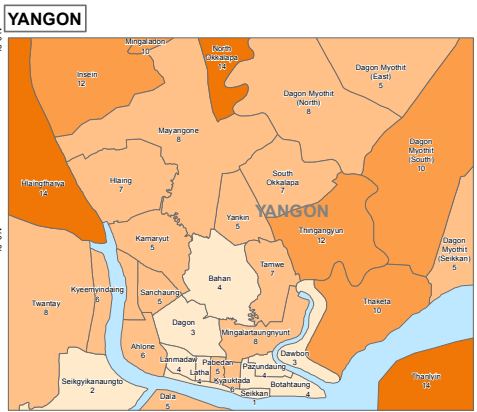 YANGON
Mingaladon
10
North
Okkalapa
14
Insein
12
Dagon Myothit
(East)
5
Dagon Myothit
(North)
8
Mayangone
8
Dagon
Myothit
(South)
10
Hlaingtharya
14
Hlaing
7
South
Okkalapa
7
YANGON
Yankin
5
Thingangyun
12
Kamaryut
5
Dagon
Myothit
(Seikkan)
5
Bahan
4
Tamwe
7
Kyeemyindaing
6
Sanchaung
5
Twantay
8
Thaketa
10
Dagon
3
Mingalartaungnyunt
8
Ahlone
6
Dawbon
3
Lanmadaw
4
Pabedan
5
Latha
4
Pazundaung
4
Kyauktada
6
Botahtaung
4
Seikgyikanaungto
2
Seikkan
1
Dala
5
Thanlyin
14